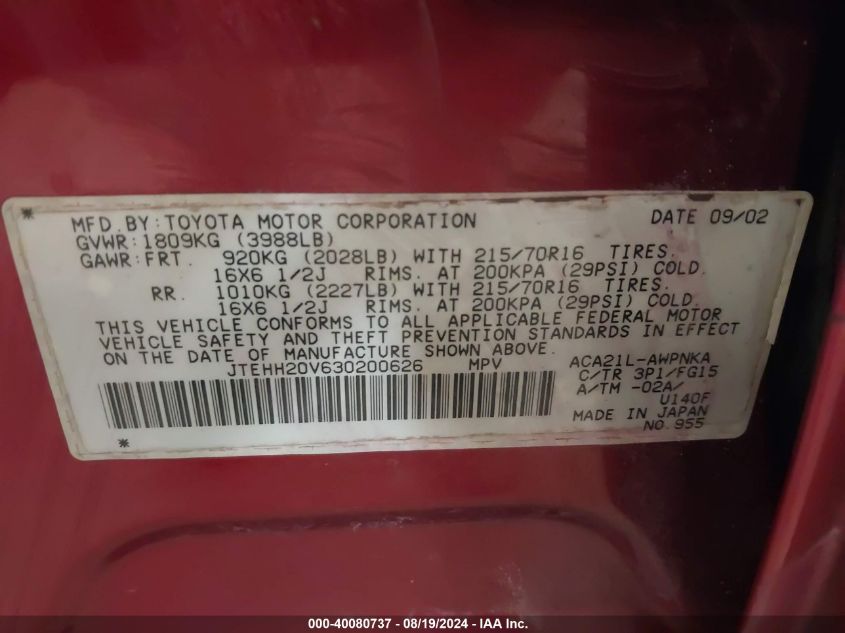 MFD.BY:TOYOTA MOTOR CORPORATION DATE 09/02
GVWR:1809KG (3988LB)
GAWR:FRT. 920KG (2028LB) WITH 215/70R16 TIRES.
16X6 1/2J RIMS. AT 200KPA (29PSI) COLD.
RR. 1010KG (2227LB) WITH 215/70R16 TIRES.
16X6 1/2J RIMS. AT 200KPA (29PSI) COLD.
THIS VEHICLE CONFORMS TO ALL APPLICABLE FEDERAL MOTOR
VEHICLE SAFETY AND THEFT PREVENTION STANDARDS IN EFFECT
ON THE DATE OF MANUFACTURE SHOWN ABOVE.
JTEHH20V630200626 MPV ACA21L-AWPNKA
C/TR 3P1/FG15
A/TM -02A/
U140F
MADE IN JAPAN
NO.955
000-40080737 - 08/19/2024 - IAA Inc.